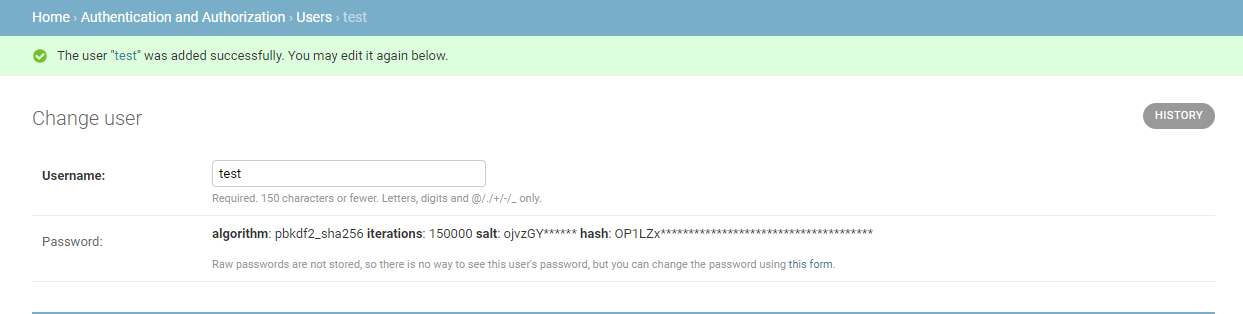 Home › Authentication and Authorization › Users › test
The user "test" was added successfully. You may edit it again below.
Change user
HISTORY
Username:
test
Required. 150 characters or fewer. Letters, digits and @/./+/-/_ only.
Password:
algorithm: pbkdf2_sha256 iterations: 150000 salt: ojvzGY****** hash: OP1LZx**************************************
Raw passwords are not stored, so there is no way to see this user's password, but you can change the password using this form.